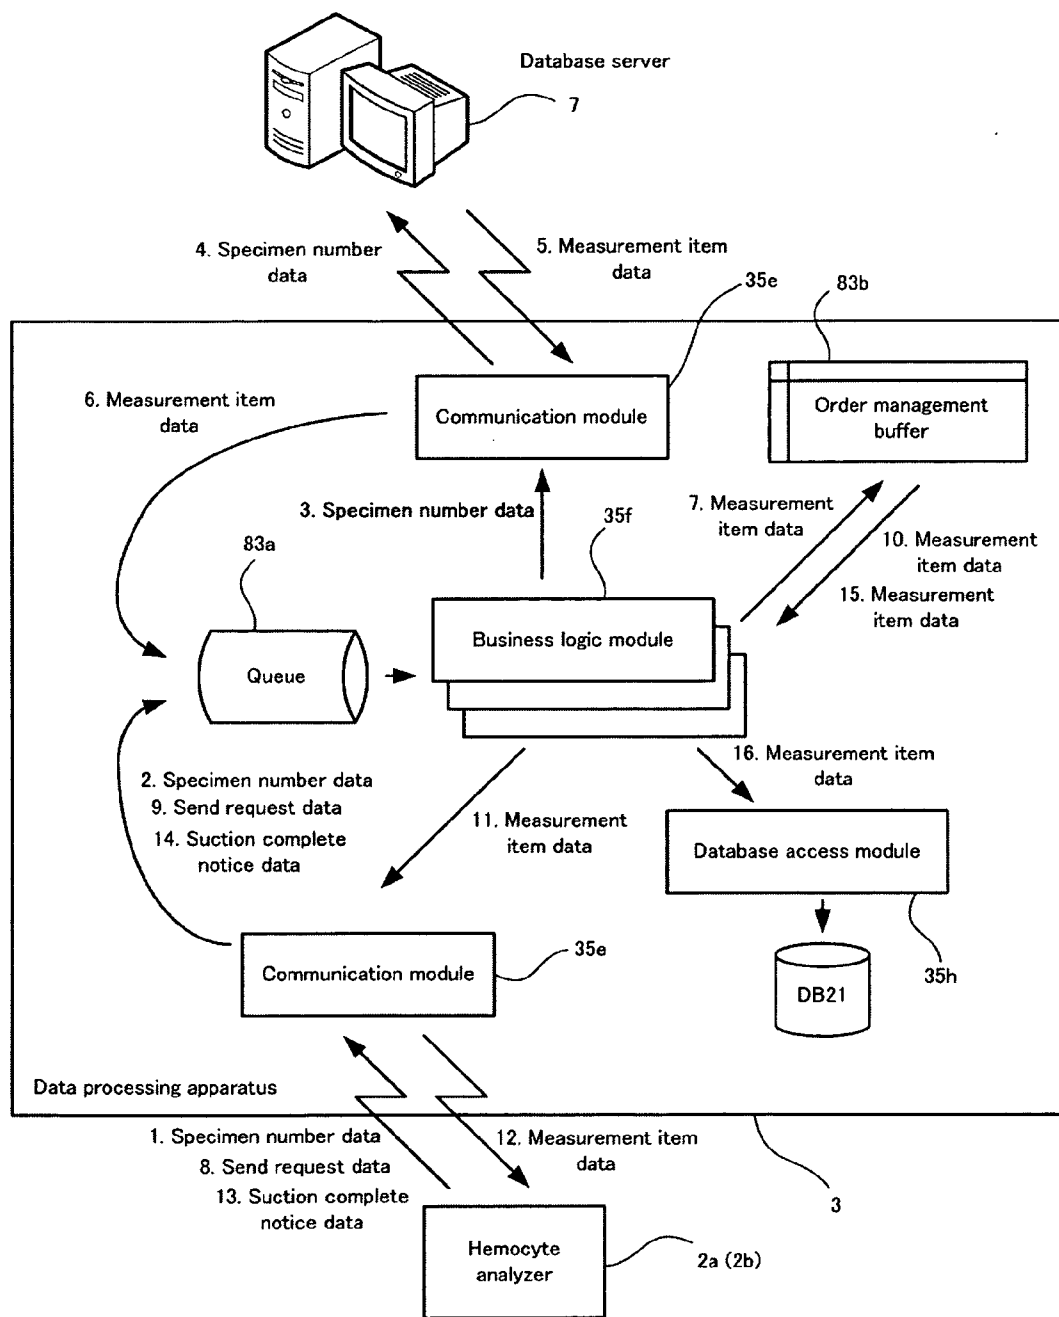 Database server
7
4. Specimen number
data
5. Measurement item
data
35e
83b
6. Measurement item
data
Communication module
Order management
buffer
3. Specimen number data
7. Measurement
item data
10. Measurement
item data
15. Measurement
item data
83a
35f
Queue
Business logic module
2. Specimen number data
9. Send request data
14. Suction complete
notice data
16. Measurement item
data
11. Measurement
item data
Database access module
35h
Communication module
35e
DB21
Data processing apparatus
1. Specimen number data
8. Send request data
13. Suction complete
notice data
12. Measurement item
data
3
Hemocyte
analyzer
2a (2b)